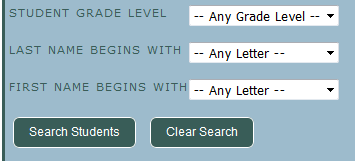 STUDENT GRADE LEVEL -- Any Grade Level --
LAST NAME BEGINS WITH -- Any Letter --
FIRST NAME BEGINS WITH -- Any Letter --
Search Students Clear Search